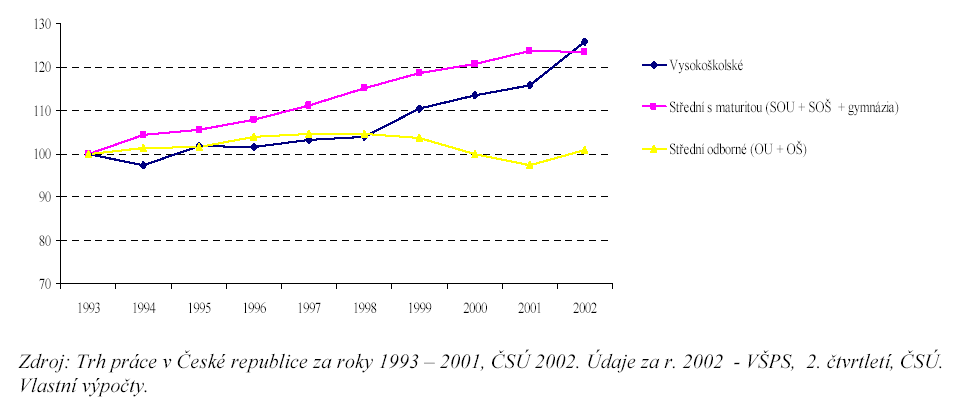 130
120
110
100
90
80
70
1993 1994 1995 1996 1997 1998 1999 2000 2001 2002
Vysokoškolské
Střední s maturitou (SOU + SOŠ + gymnázia)
Střední odborné (OU + OŠ)
Zdroj: Trh práce v České republice za roky 1993 – 2001, ČSÚ 2002. Údaje za r. 2002 - VŠPS, 2. čtvrtletí, ČSÚ.
Vlastní výpočty.